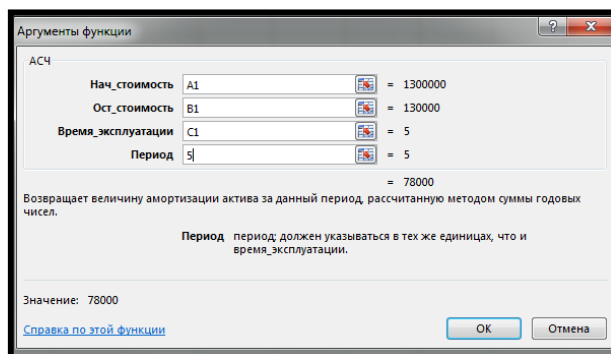 Аргументы функции
АСЧ
Нач_стоимость A1 = 1300000
Ост_стоимость B1 = 130000
Время_эксплуатации C1 = 5
Период 5 = 5
= 78000
Возвращает величину амортизации актива за данный период, рассчитанную методом суммы годовых
чисел.
Период период; должен указываться в тех же единицах, что и
время_эксплуатации.
Значение: 78000
Справка по этой функции
ОК
Отмена